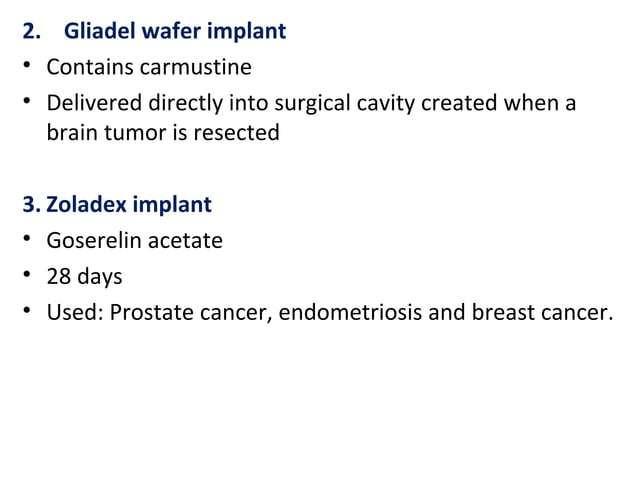 2. Gliadel wafer implant
• Contains carmustine
• Delivered directly into surgical cavity created when a
brain tumor is resected
3. Zoladex implant
• Goserelin acetate
• 28 days
• Used: Prostate cancer, endometriosis and breast cancer.